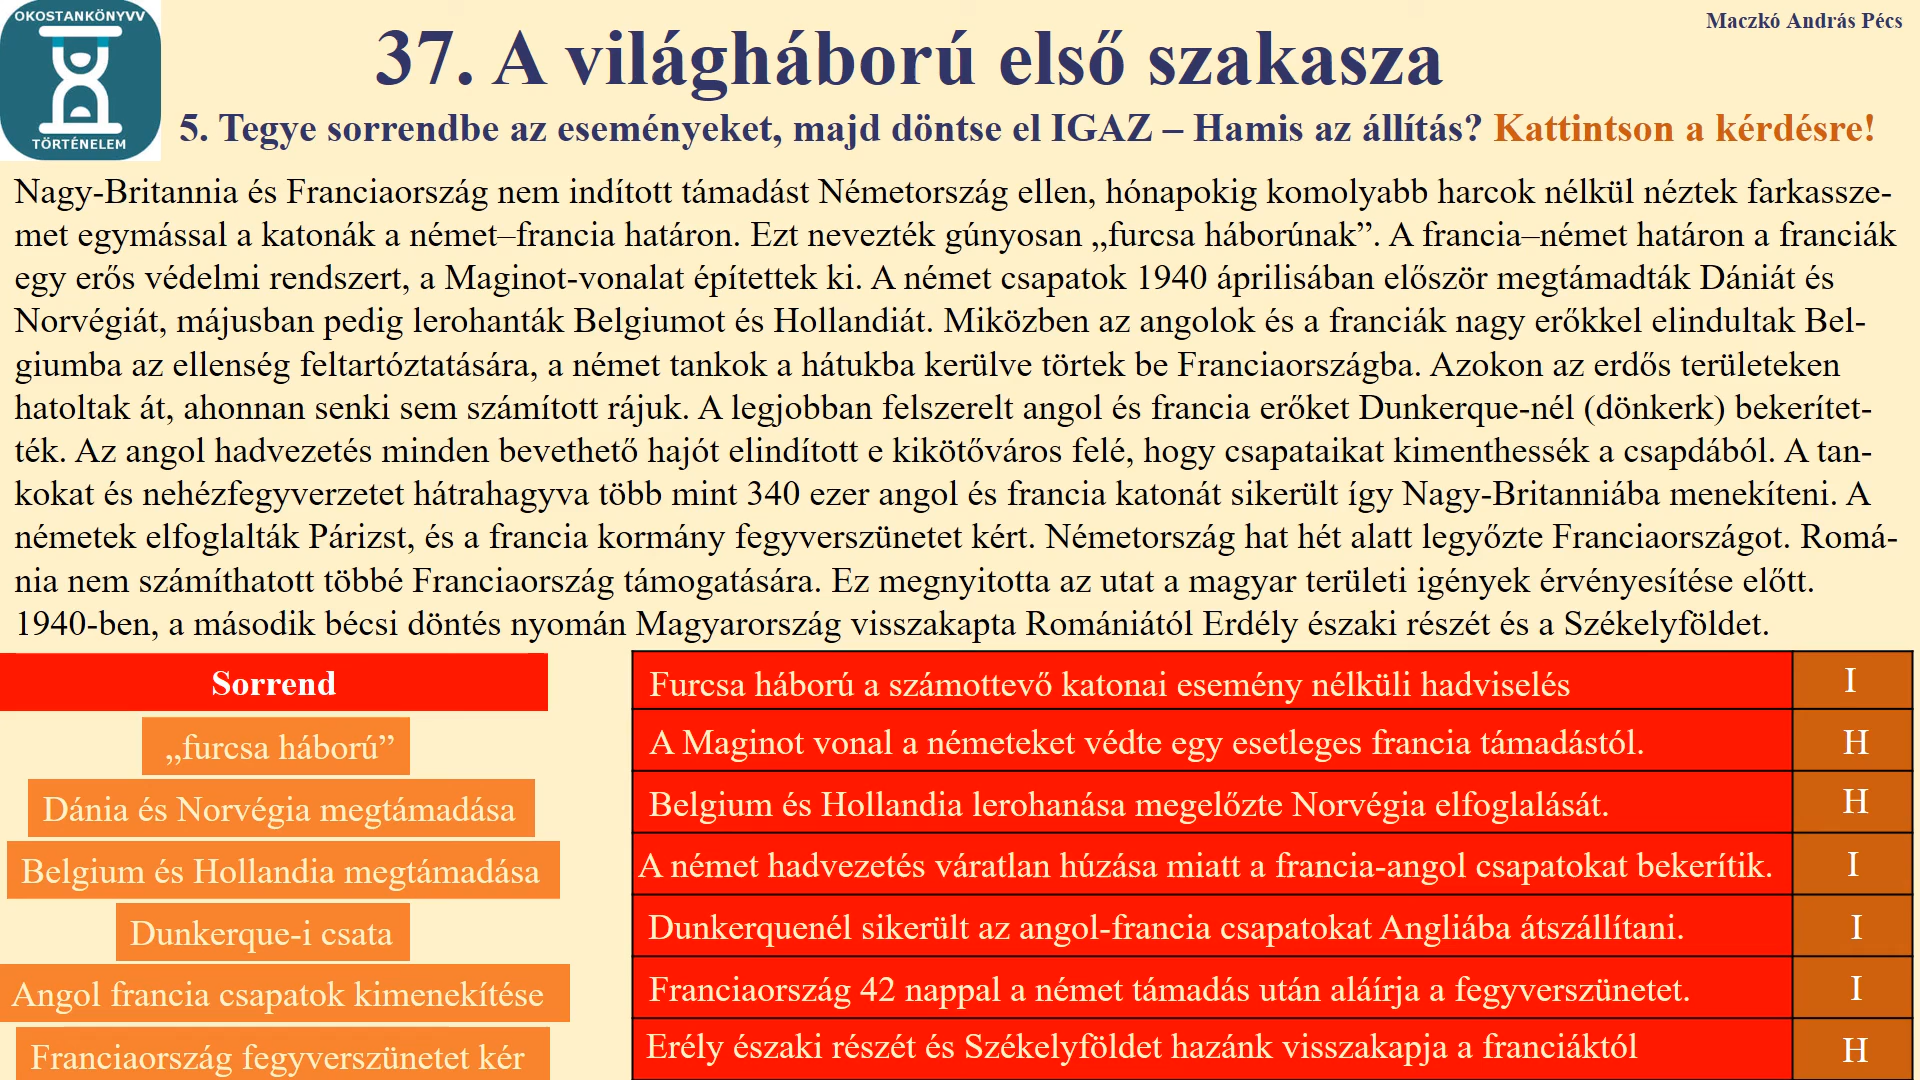 OKOSTANKÖNYVV
TÖRTÉNELEM
Maczkó András Pécs
37. A világháború első szakasza
5. Tegye sorrendbe az eseményeket, majd döntse el IGAZ – Hamis az állítás? Kattintson a kérdésre!
Nagy-Britannia és Franciaország nem indított támadást Németország ellen, hónapokig komolyabb harcok nélkül néztek farkassze-
met egymással a katonák a német–francia határon. Ezt nevezték gúnyosan „furcsa háborúnak”. A francia–német határon a franciák
egy erős védelmi rendszert, a Maginot-vonalat építettek ki. A német csapatok 1940 áprilisában először megtámadták Dániát és
Norvégiát, májusban pedig lerohanták Belgiumot és Hollandiát. Miközben az angolok és a franciák nagy erőkkel elindultak Bel-
giumba az ellenség feltartóztatására, a német tankok a hátukba kerülve törtek be Franciaországba. Azokon az erdős területeken
hatoltak át, ahonnan senki sem számított rájuk. A legjobban felszerelt angol és francia erőket Dunkerque-nél (dönkerk) bekerítet-
ték. Az angol hadvezetés minden bevethető hajót elindított e kikötőváros felé, hogy csapataikat kimenthessék a csapdából. A tan-
kokat és nehézfegyverzetet hátrahagyva több mint 340 ezer angol és francia katonát sikerült így Nagy-Britanniába menekíteni. A
németek elfoglalták Párizst, és a francia kormány fegyverszünetet kért. Németország hat hét alatt legyőzte Franciaországot. Romá-
nia nem számíthatott többé Franciaország támogatására. Ez megnyitotta az utat a magyar területi igények érvényesítése előtt.
1940-ben, a második bécsi döntés nyomán Magyarország visszakapta Romániától Erdély északi részét és a Székelyföldet.
Sorrend
„furcsa háború”
Dánia és Norvégia megtámadása
Belgium és Hollandia megtámadása
Dunkerque-i csata
Angol francia csapatok kimenekítése
Franciaország fegyverszünetet kér
Furcsa háború a számottevő katonai esemény nélküli hadviselés I
A Maginot vonal a németeket védte egy esetleges francia támadástól. H
Belgium és Hollandia lerohanása megelőzte Norvégia elfoglalását. H
A német hadvezetés váratlan húzása miatt a francia-angol csapatokat bekerítik. I
Dunkerquenél sikerült az angol-francia csapatokat Angliába átszállítani. I
Franciaország 42 nappal a német támadás után aláírja a fegyverszünetet. I
Erély északi részét és Székelyföldet hazánk visszakapja a franciáktól H